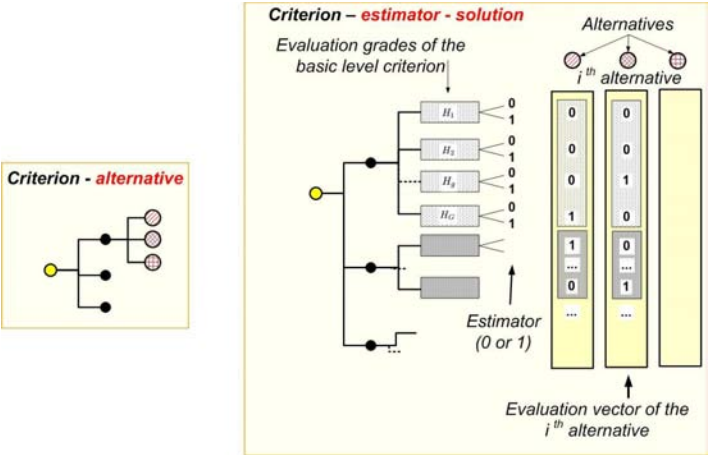 Criterion - alternative
Criterion – estimator - solution
Evaluation grades of the
basic level criterion
H₁
H₂
H_g
H_G
0
1
0
1
0
1
0
1
Estimator
(0 or 1)
Alternatives
i th alternative
0 0
0 0
0 1
1 0
1 0
... ...
0 1
... ...
Evaluation vector of the
i th alternative